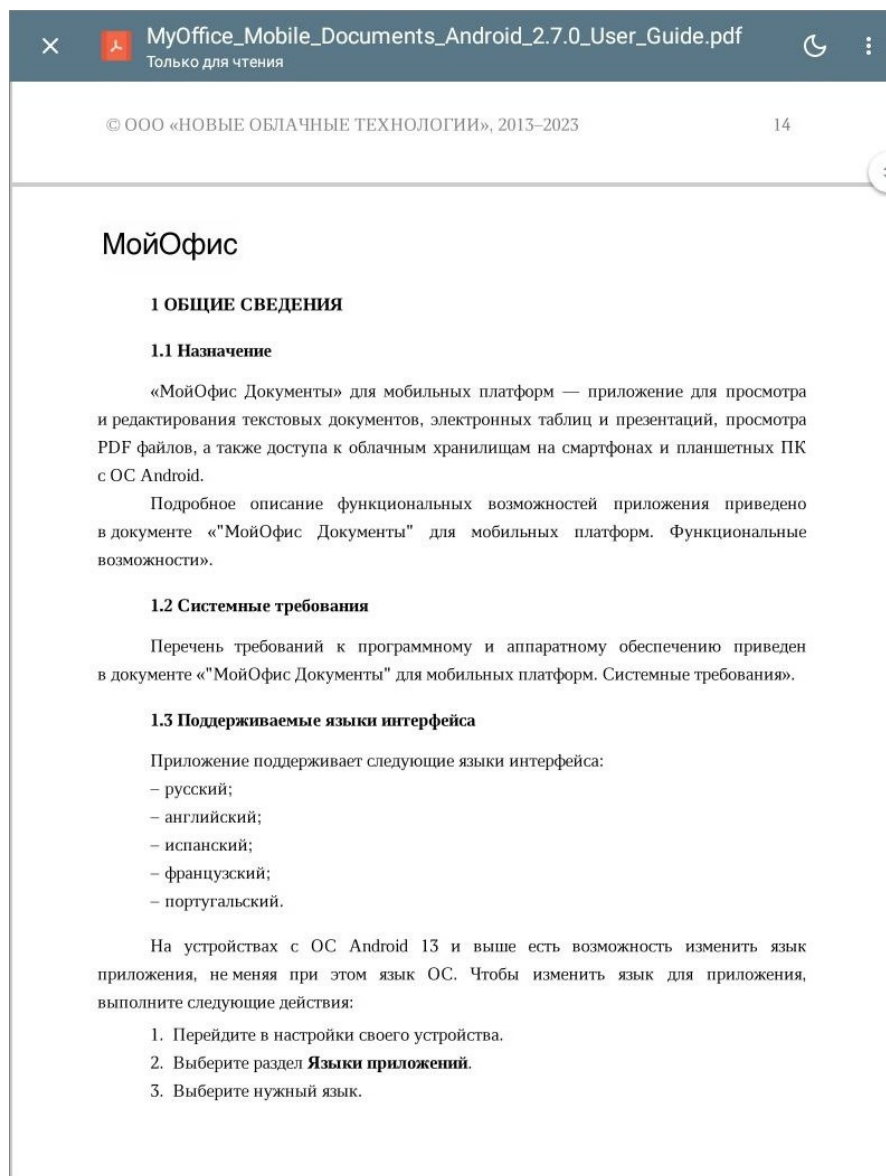 MyOffice_Mobile_Documents_Android_2.7.0_User_Guide.pdf
Только для чтения
© ООО «НОВЫЕ ОБЛАЧНЫЕ ТЕХНОЛОГИИ», 2013–2023 14
МойОфис
1 ОБЩИЕ СВЕДЕНИЯ
1.1 Назначение
«МойОфис Документы» для мобильных платформ — приложение для просмотра
и редактирования текстовых документов, электронных таблиц и презентаций, просмотра
PDF файлов, а также доступа к облачным хранилищам на смартфонах и планшетных ПК
с ОС Android.
Подробное описание функциональных возможностей приложения приведено
в документе «"МойОфис Документы" для мобильных платформ. Функциональные
возможности».
1.2 Системные требования
Перечень требований к программному и аппаратному обеспечению приведен
в документе «"МойОфис Документы" для мобильных платформ. Системные требования».
1.3 Поддерживаемые языки интерфейса
Приложение поддерживает следующие языки интерфейса:
– русский;
– английский;
– испанский;
– французский;
– португальский.
На устройствах с ОС Android 13 и выше есть возможность изменить язык
приложения, не меняя при этом язык ОС. Чтобы изменить язык для приложения,
выполните следующие действия:
1. Перейдите в настройки своего устройства.
2. Выберите раздел Языки приложений.
3. Выберите нужный язык.